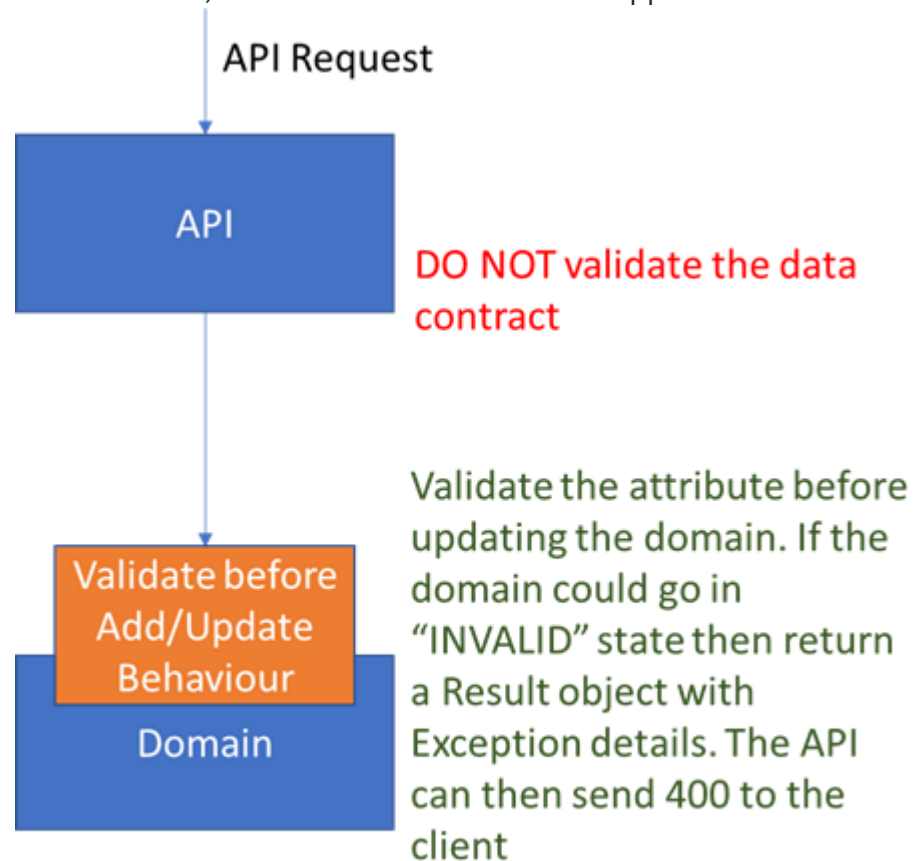 API Request
API
DO NOT validate the data
contract
Validate before
Add/Update
Behaviour
Domain
Validate the attribute before
updating the domain. If the
domain could go in
“INVALID” state then return
a Result object with
Exception details. The API
can then send 400 to the
client